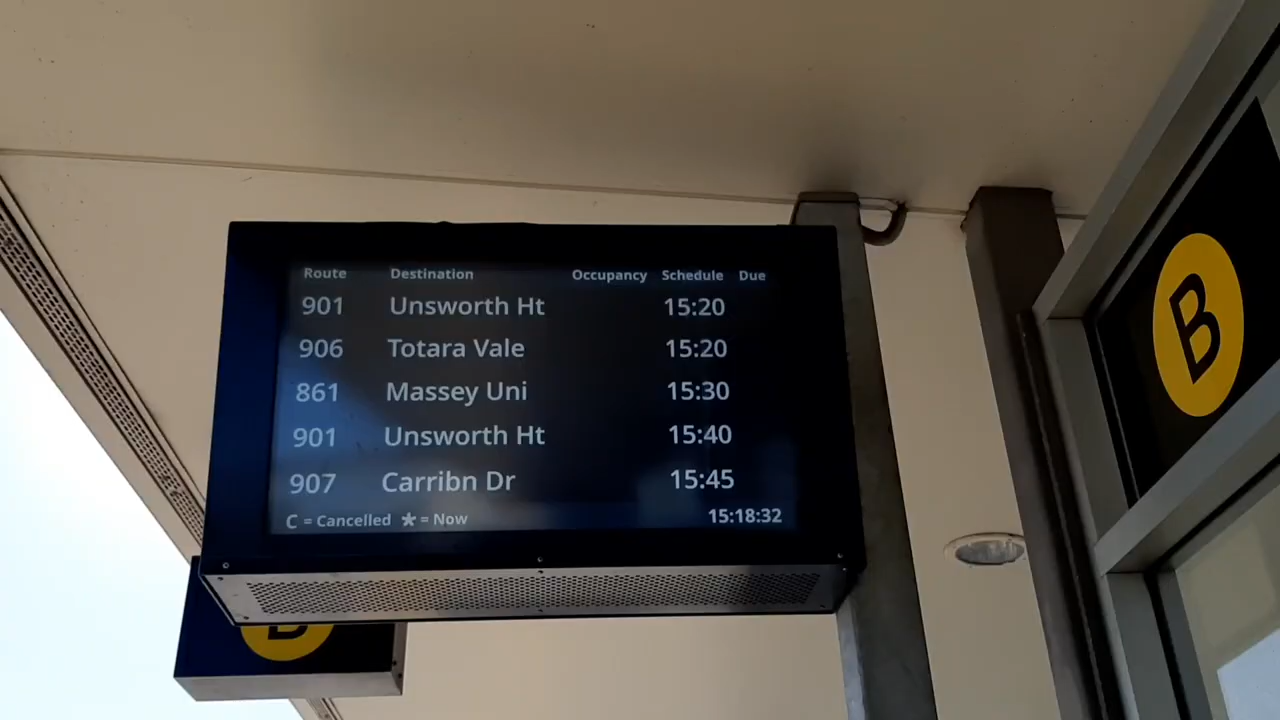 Route Destination Occupancy Schedule Due
901 Unsworth Ht 15:20
906 Totara Vale 15:20
861 Massey Uni 15:30
901 Unsworth Ht 15:40
907 Carribn Dr 15:45
C = Cancelled * = Now 15:18:32
B
B